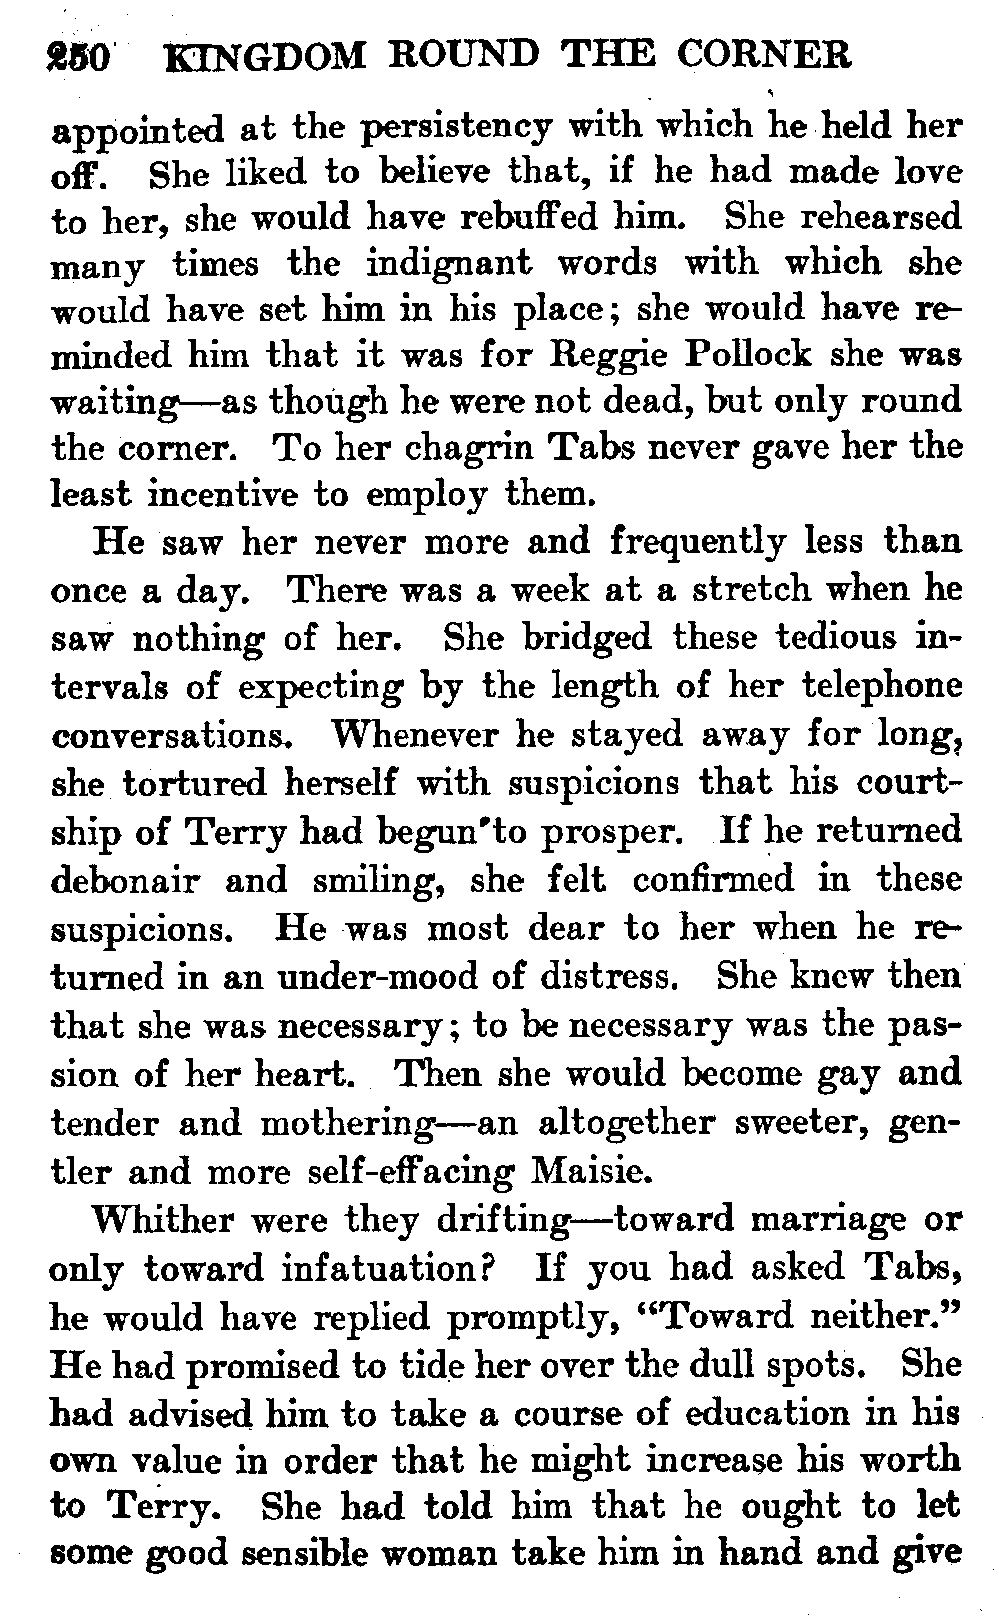 250 KINGDOM ROUND THE CORNER
appointed at the persistency with which he held her
off. She liked to believe that, if he had made love
to her, she would have rebuffed him. She rehearsed
many times the indignant words with which she
would have set him in his place; she would have re-
minded him that it was for Reggie Pollock she was
waiting—as though he were not dead, but only round
the corner. To her chagrin Tabs never gave her the
least incentive to employ them.
He saw her never more and frequently less than
once a day. There was a week at a stretch when he
saw nothing of her. She bridged these tedious in-
tervals of expecting by the length of her telephone
conversations. Whenever he stayed away for long,
she tortured herself with suspicions that his court-
ship of Terry had begun to prosper. If he returned
debonair and smiling, she felt confirmed in these
suspicions. He was most dear to her when he re-
turned in an under-mood of distress. She knew then
that she was necessary; to be necessary was the pas-
sion of her heart. Then she would become gay and
tender and mothering—an altogether sweeter, gen-
tler and more self-effacing Maisie.
Whither were they drifting—toward marriage or
only toward infatuation? If you had asked Tabs,
he would have replied promptly, “Toward neither.”
He had promised to tide her over the dull spots. She
had advised him to take a course of education in his
own value in order that he might increase his worth
to Terry. She had told him that he ought to let
some good sensible woman take him in hand and give